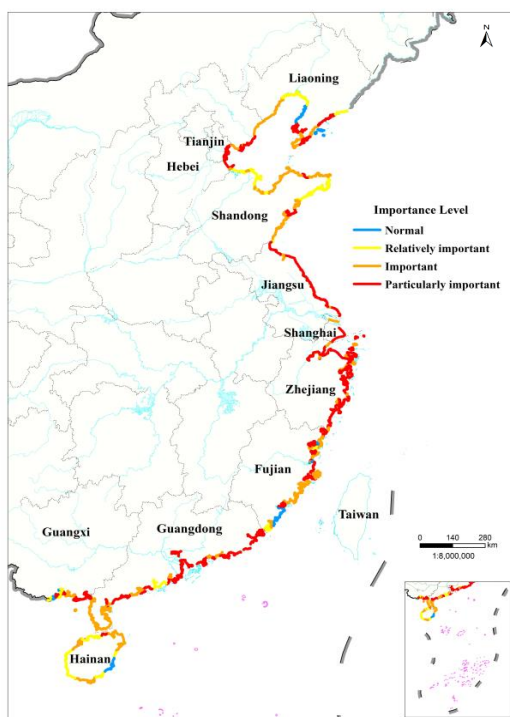 N
Liaoning
Tianjin
Hebei
Shandong
Importance Level
Normal
Relatively important
Important
Particularly important
Jiangsu
Shanghai
Zhejiang
Fujian
Taiwan
Guangxi
Guangdong
0 140 280
km
1:8,000,000
Hainan